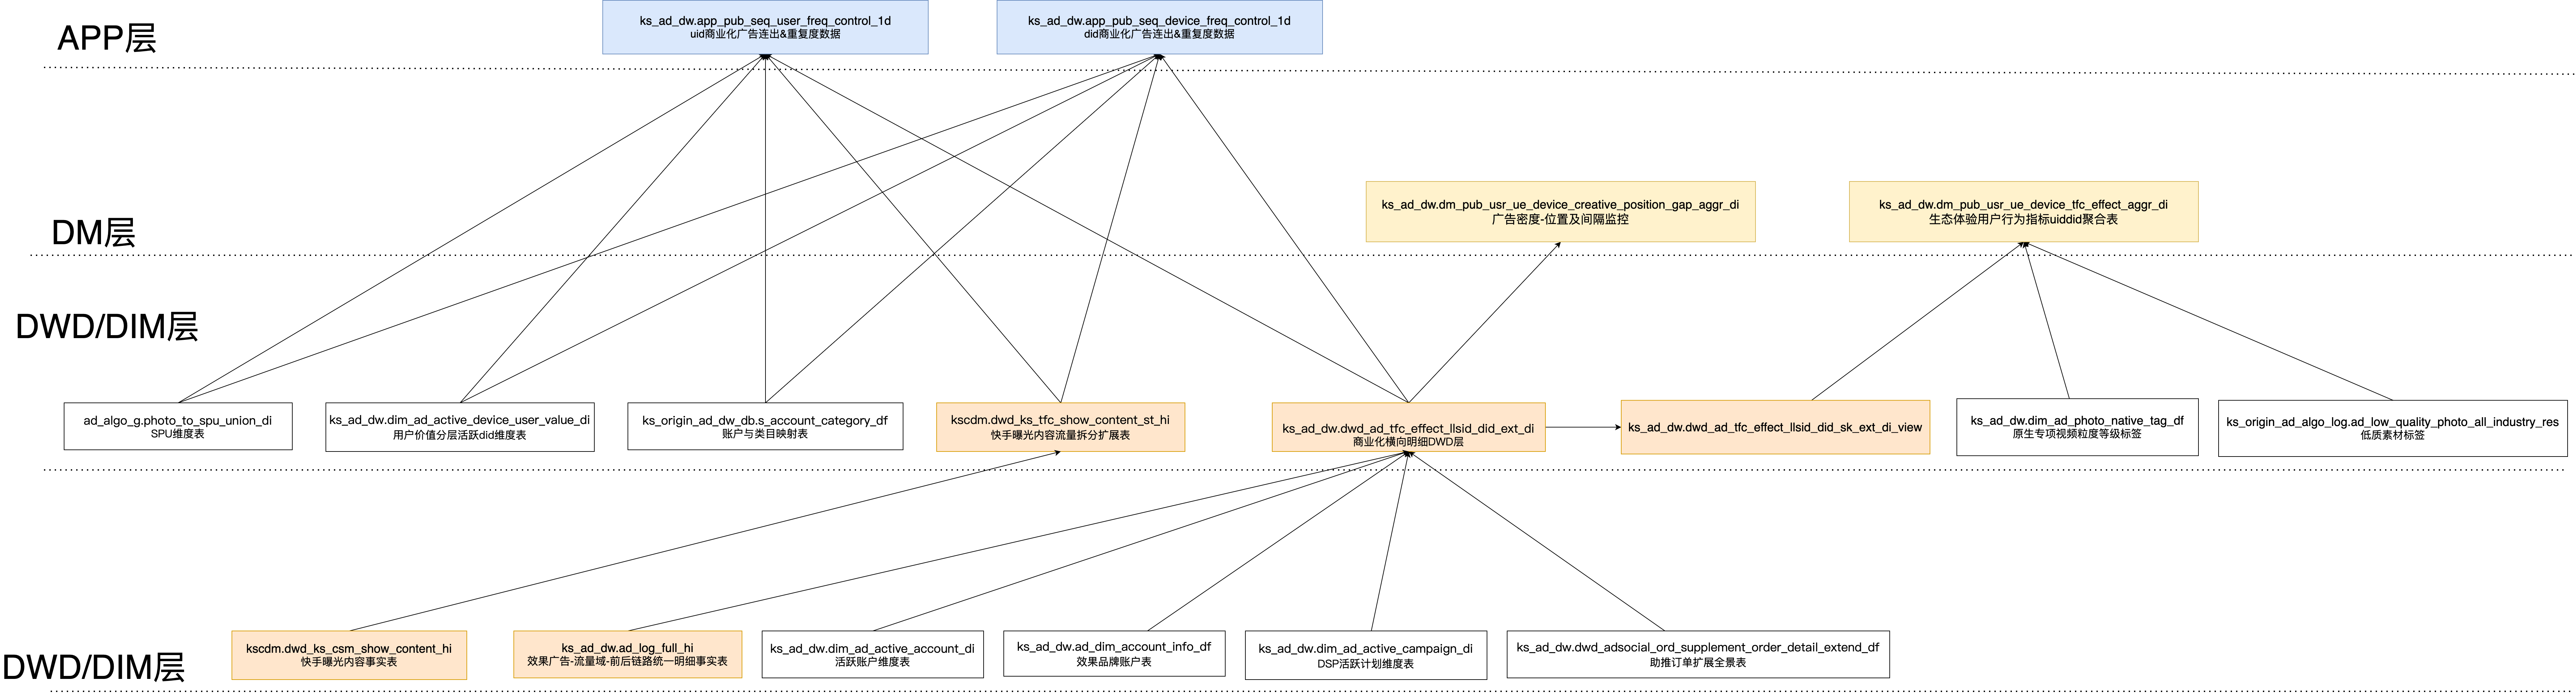 APP层
ks_ad_dw.app_pub_seq_user_freq_control_1d
uid商业化广告连出&重复度数据
ks_ad_dw.app_pub_seq_device_freq_control_1d
did商业化广告连出&重复度数据
DM层
ks_ad_dw.dm_pub_usr_ue_device_creative_position_gap_aggr_di
广告密度-位置及间隔监控
ks_ad_dw.dm_pub_usr_ue_device_tfc_effect_aggr_di
生态体验用户行为指标uiddid聚合表
DWD/DIM层
ad_algo_g.photo_to_spu_union_di
SPU维度表
ks_ad_dw.dim_ad_active_device_user_value_di
用户价值分层活跃did维度表
ks_origin_ad_dw_db.s_account_category_df
账户与类目映射表
kscdm.dwd_ks_tfc_show_content_st_hi
快手曝光内容流量拆分扩展表
ks_ad_dw.dwd_ad_tfc_effect_llsid_did_ext_di
商业化横向明细DWD层
ks_ad_dw.dwd_ad_tfc_effect_llsid_did_sk_ext_di_view
ks_ad_dw.dim_ad_photo_native_tag_df
原生专项视频粒度等级标签
ks_origin_ad_algo_log.ad_low_quality_photo_all_industry_res
低质素材标签
DWD/DIM层
kscdm.dwd_ks_csm_show_content_hi
快手曝光内容事实表
ks_ad_dw.ad_log_full_hi
效果广告-流量域-前后链路统一明细事实表
ks_ad_dw.dim_ad_active_account_di
活跃账户维度表
ks_ad_dw.ad_dim_account_info_df
效果品牌账户表
ks_ad_dw.dim_ad_active_campaign_di
DSP活跃计划维度表
ks_ad_dw.dwd_adsocial_ord_supplement_order_detail_extend_df
助推订单扩展全景表